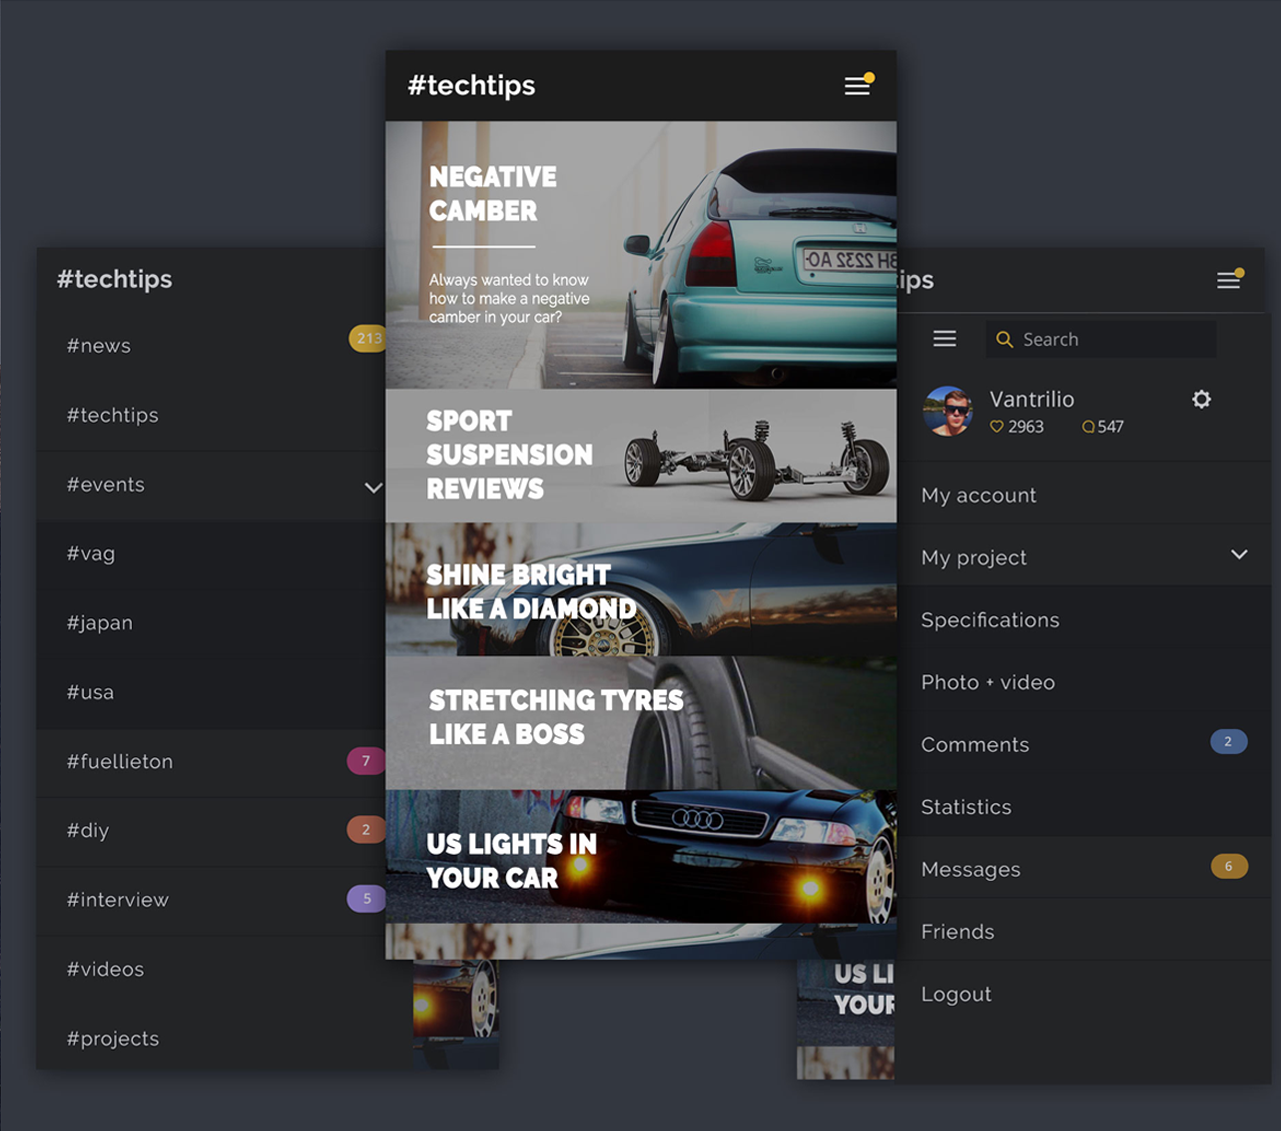 #techtips
NEGATIVE
CAMBER
Always wanted to know
how to make a negative
camber in your car?
SPORT
SUSPENSION
REVIEWS
SHINE BRIGHT
LIKE A DIAMOND
STRETCHING TYRES
LIKE A BOSS
US LIGHTS IN
YOUR CAR
#techtips
#news 213
#techtips
#events
#vag
#japan
#usa
#fuellieton 7
#diy 2
#interview 5
#videos
#projects
ips
Search
Vantrilio
2963 547
My account
My project
Specifications
Photo + video
Comments 2
Statistics
Messages 6
Friends
Logout
US LI
YOUR